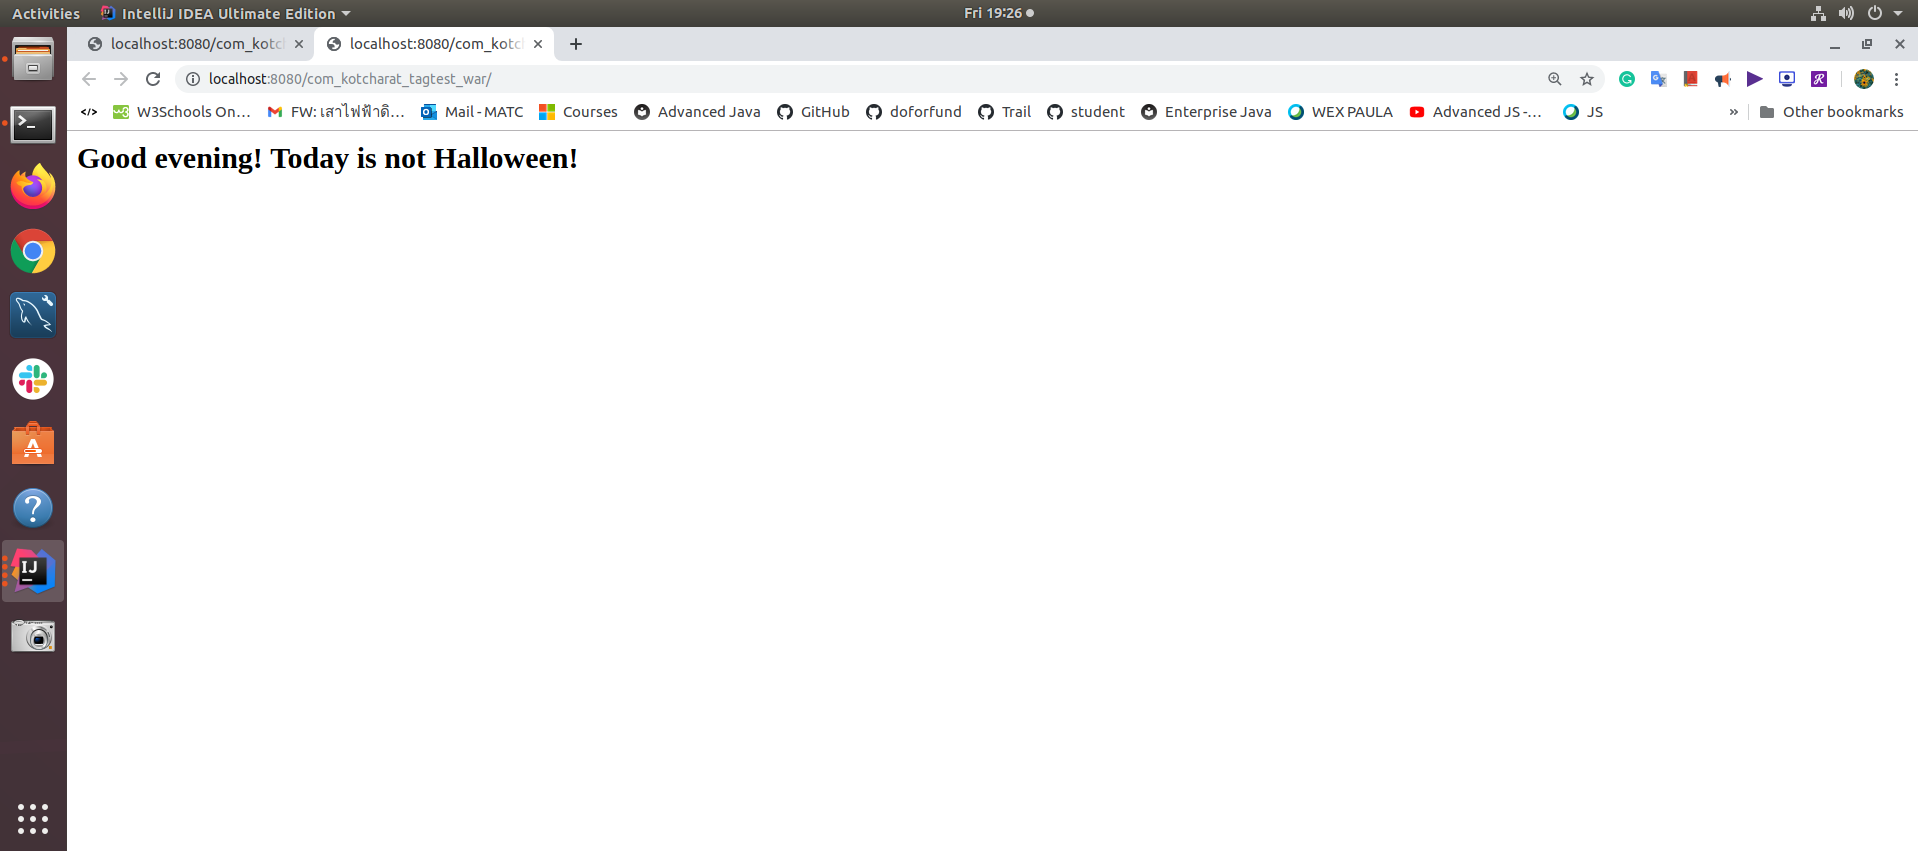 Activities IntelliJ IDEA Ultimate Edition Fri 19:26
localhost:8080/com_kotch localhost:8080/com_kotch
localhost:8080/com_kotcharat_tagtest_war/
W3Schools On... FW: เสาไฟฟ้าดิ... Mail - MATC Courses Advanced Java GitHub doforfund Trail student Enterprise Java WEX PAULA Advanced JS -... JS » Other bookmarks
Good evening! Today is not Halloween!